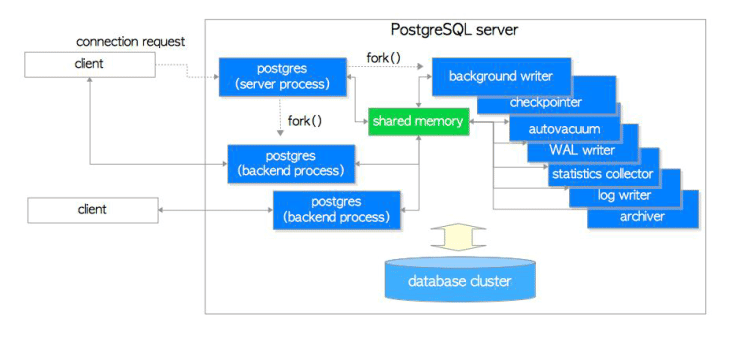 PostgreSQL server
connection request
client
postgres
(server process)
fork()
background writer
checkpointer
fork()
shared memory
autovacuum
WAL writer
postgres
(backend process)
statistics collector
log writer
client
postgres
(backend process)
archiver
database cluster